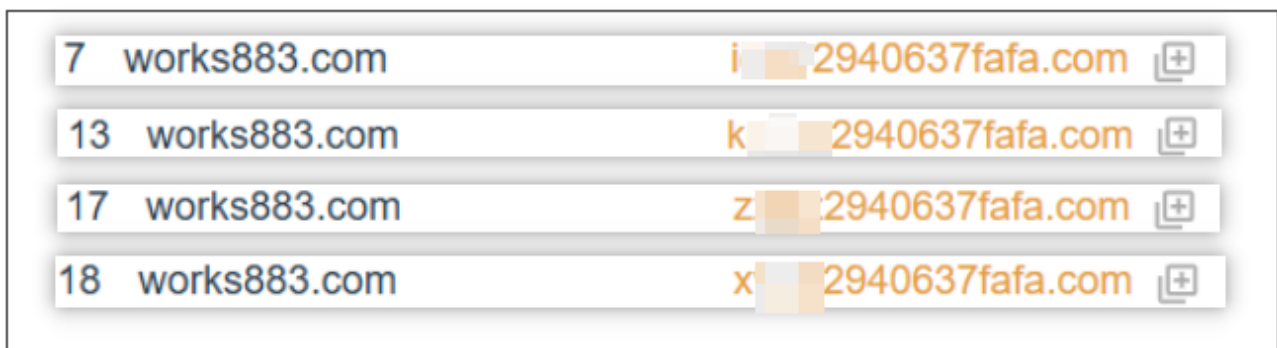 7 works883.com i 2940637fafa.com
13 works883.com k 2940637fafa.com
17 works883.com z 2940637fafa.com
18 works883.com x 2940637fafa.com